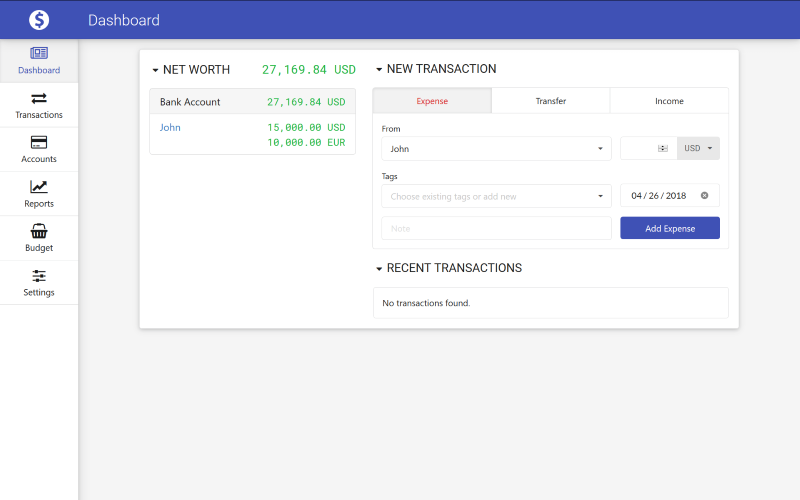 $
Dashboard
Dashboard
Transactions
Accounts
Reports
Budget
Settings
NET WORTH 27,169.84 USD
Bank Account 27,169.84 USD
John 15,000.00 USD
10,000.00 EUR
NEW TRANSACTION
Expense Transfer Income
From
John USD
Tags
Choose existing tags or add new 04 / 26 / 2018
Note Add Expense
RECENT TRANSACTIONS
No transactions found.